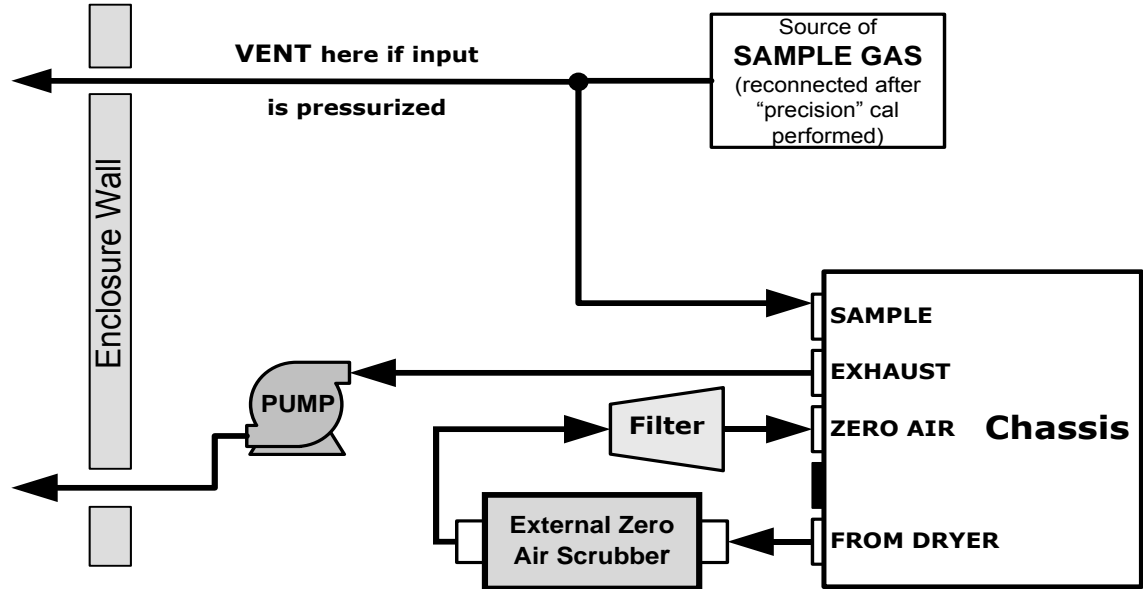 VENT here if input
is pressurized
Source of
SAMPLE GAS
(reconnected after
“precision” cal
performed)
Enclosure Wall
SAMPLE
EXHAUST
PUMP
Filter
ZERO AIR
Chassis
External Zero
Air Scrubber
FROM DRYER